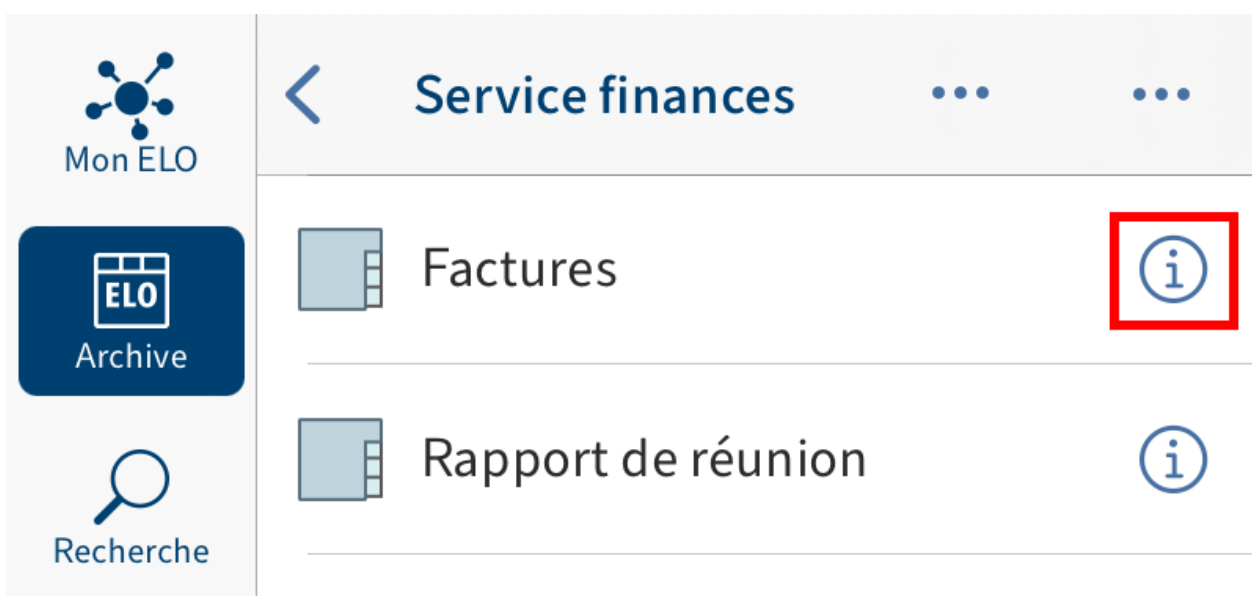 Mon ELO
Service finances
ELO
Archive
Factures
Rapport de réunion
Recherche